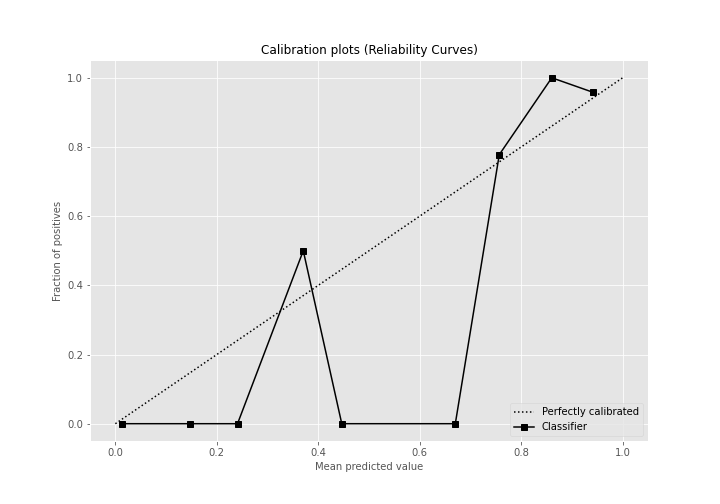 Calibration plots (Reliability Curves)
Fraction of positives
1.0
0.8
0.6
0.4
0.2
0.0
0.0 0.2 0.4 0.6 0.8 1.0
Mean predicted value
Perfectly calibrated
Classifier